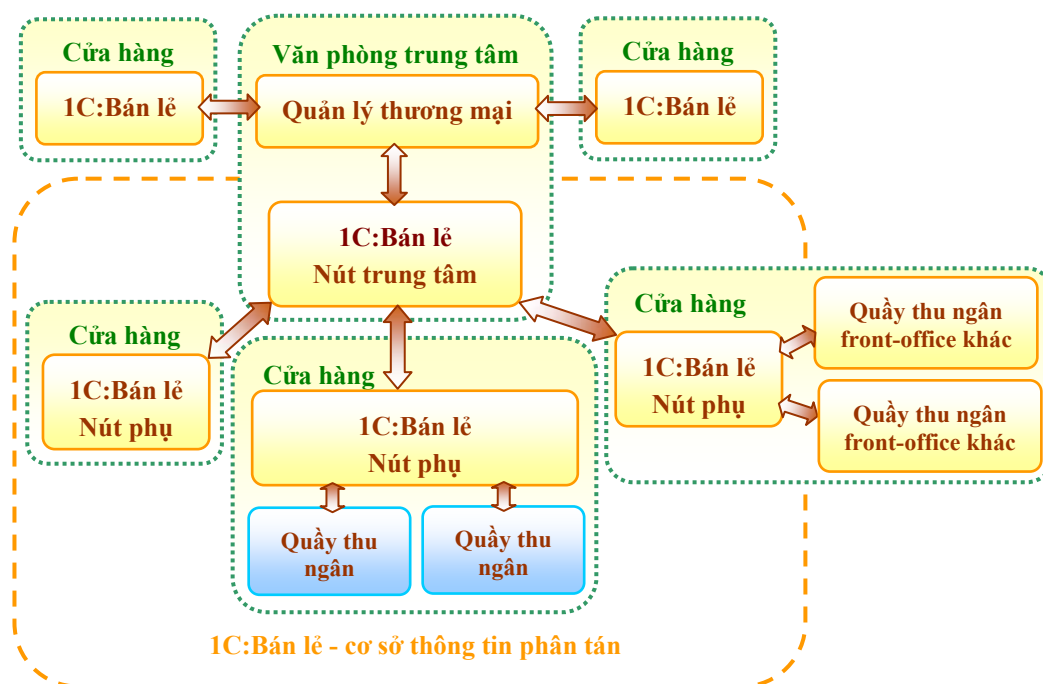 Cửa hàng
1C:Bán lẻ
Văn phòng trung tâm
Quản lý thương mại
Cửa hàng
1C:Bán lẻ
1C:Bán lẻ
Nút trung tâm
Cửa hàng
1C:Bán lẻ
Nút phụ
Cửa hàng
1C:Bán lẻ
Nút phụ
Quầy thu
ngân
Quầy thu
ngân
Cửa hàng
1C:Bán lẻ
Nút phụ
Quầy thu ngân
front-office khác
Quầy thu ngân
front-office khác
1C:Bán lẻ - cơ sở thông tin phân tán